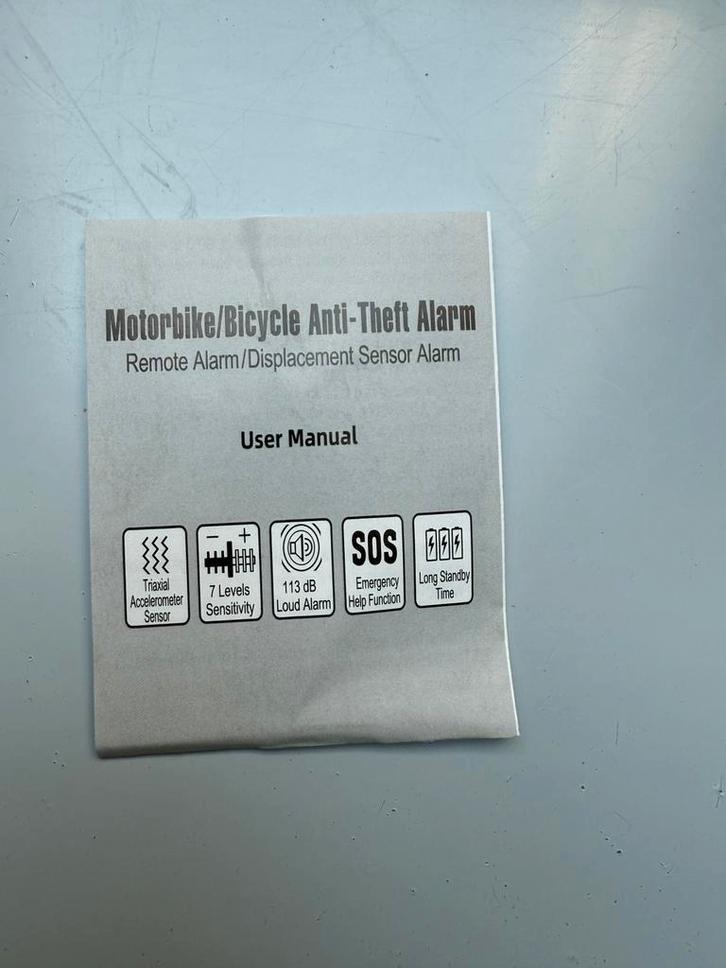 Motorbike/Bicycle Anti-Theft Alarm
Remote Alarm/Displacement Sensor Alarm
User Manual
Triaxial
Accelerometer
Sensor
- +
7 Levels
Sensitivity
113 dB
Loud Alarm
SOS
Emergency
Help Function
Long Standby
Time